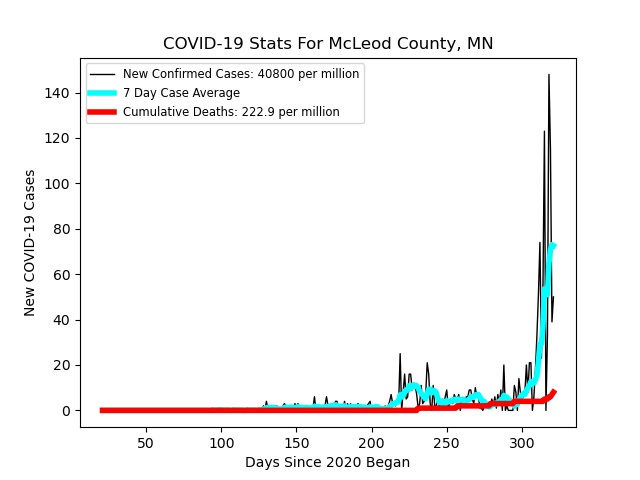 COVID-19 Stats For McLeod County, MN
New Confirmed Cases: 40800 per million
7 Day Case Average
Cumulative Deaths: 222.9 per million
New COVID-19 Cases
140
120
100
80
60
40
20
0
50 100 150 200 250 300
Days Since 2020 Began